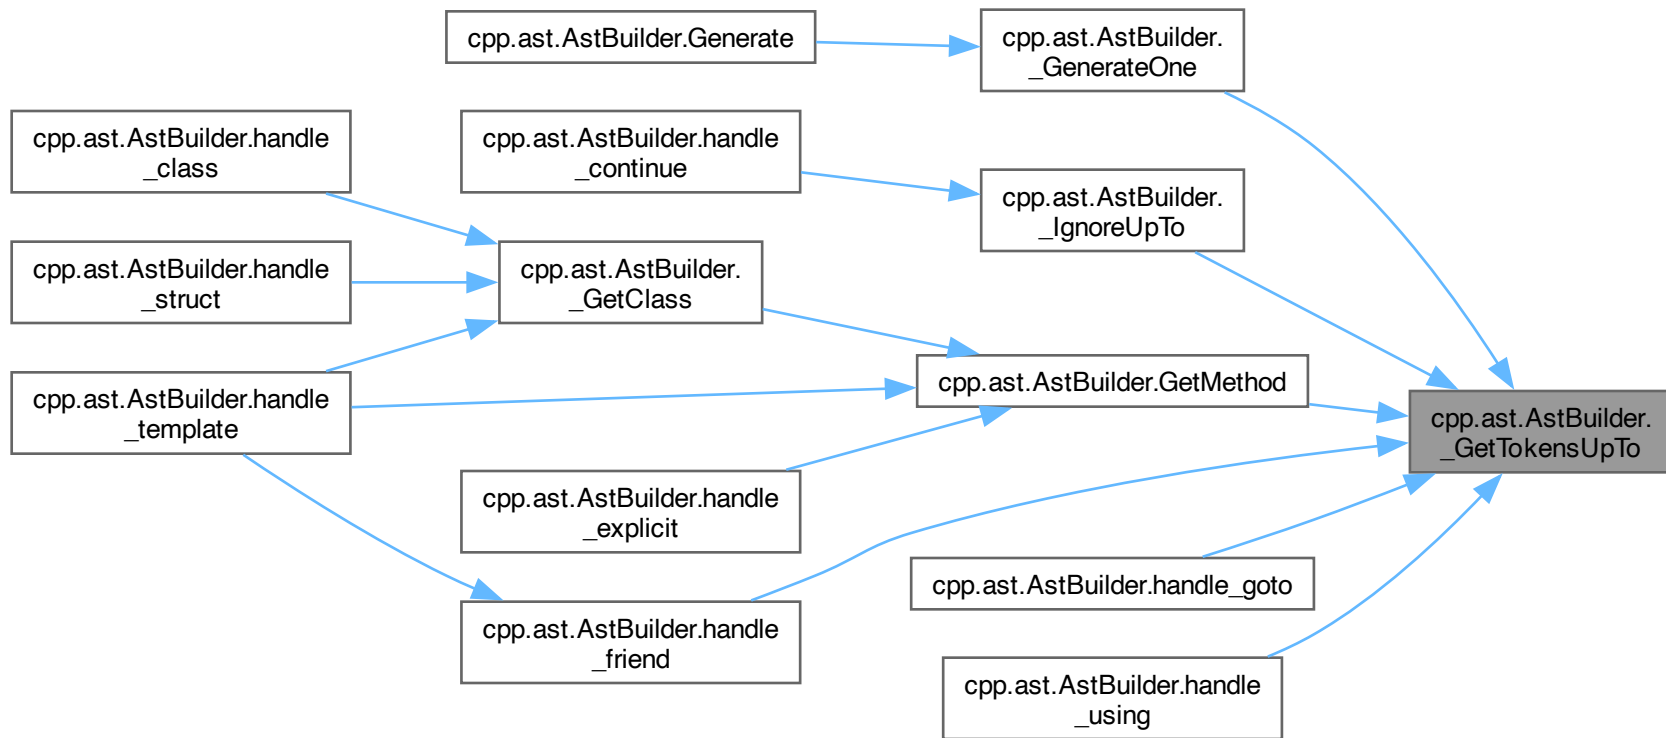 cpp.ast.AstBuilder.Generate
cpp.ast.AstBuilder.
_GenerateOne
cpp.ast.AstBuilder.handle
_class
cpp.ast.AstBuilder.handle
_continue
cpp.ast.AstBuilder.
_IgnoreUpTo
cpp.ast.AstBuilder.handle
_struct
cpp.ast.AstBuilder.
_GetClass
cpp.ast.AstBuilder.handle
_template
cpp.ast.AstBuilder.GetMethod
cpp.ast.AstBuilder.
_GetTokensUpTo
cpp.ast.AstBuilder.handle
_explicit
cpp.ast.AstBuilder.handle_goto
cpp.ast.AstBuilder.handle
_friend
cpp.ast.AstBuilder.handle
_using